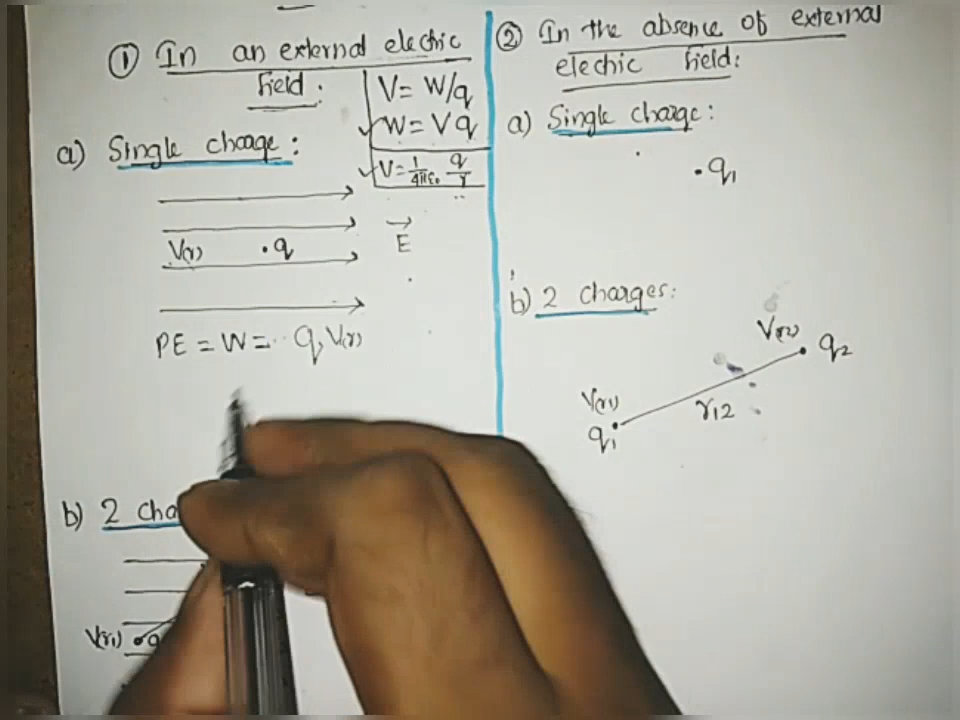 ① In an external electric
field.
V = W/q
W = Vq
V = 1/4πε₀ q/r
a) Single charge:
V(r) .q
E⃗
PE = W = q V(r)
b) 2 cha
V(r1) q
② In the absence of external
electric field:
a) Single charge:
.q₁
b) 2 charges:
V(r2)
q₂
V(r1)
r12
q₁